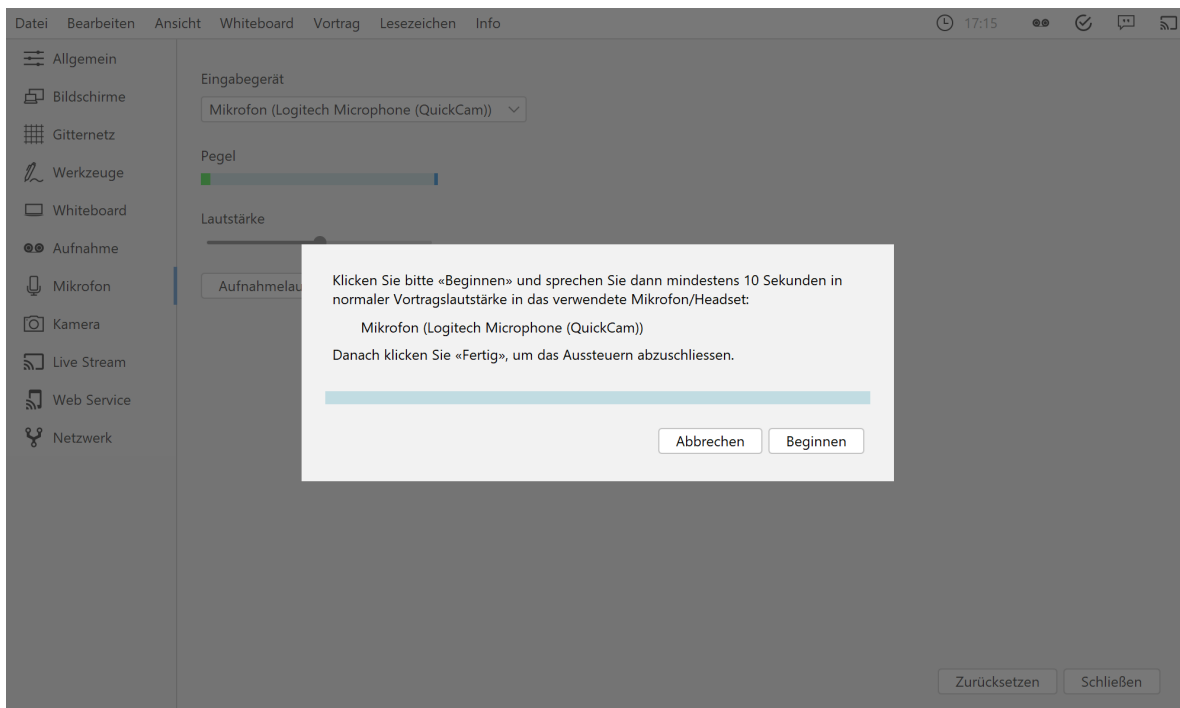 Datei Bearbeiten Ansicht Whiteboard Vortrag Lesezeichen Info 17:15
Allgemein
Bildschirme
Gitternetz
Werkzeuge
Whiteboard
Aufnahme
Mikrofon
Kamera
Live Stream
Web Service
Netzwerk
Eingabegerät
Mikrofon (Logitech Microphone (QuickCam))
Pegel
Lautstärke
Klicken Sie bitte «Beginnen» und sprechen Sie dann mindestens 10 Sekunden in
normaler Vortragslautstärke in das verwendete Mikrofon/Headset:
Mikrofon (Logitech Microphone (QuickCam))
Danach klicken Sie «Fertig», um das Aussteuern abzuschliessen.
Abbrechen Beginnen
Zurücksetzen Schließen